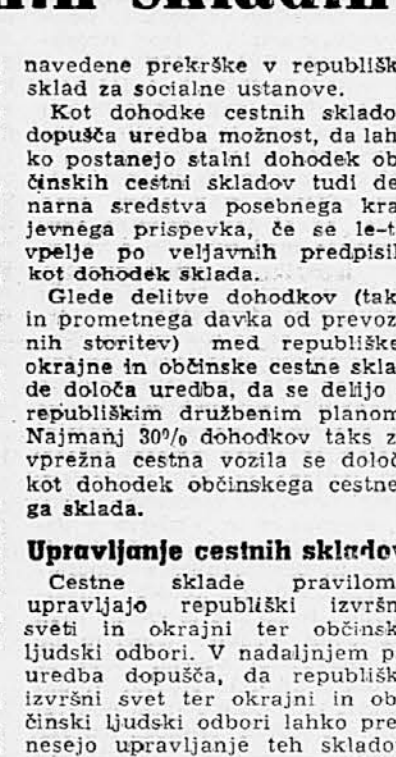 navedene prekrške v republišk
sklad za socialne ustanove.
Kot dohodke cestnih sklado
dopušča uredba možnost, da lah
ko postanejo stalni dohodek ob
činskih cestni skladov tudi de
narna sredstva posebnega kra
jevnega prispevka, če se le-t
vpelje po veljavnih predpisil
kot dohodek sklada.
Glede delitve dohodkov (tak
in prometnega davka od prevoz
nih storitev) med republiške
okrajne in občinske cestne skla
de določa uredba, da se delijo
republiškim družbenim planom
Najmanj 30% dohodkov taks z
vprežna cestna vozila se določ
kot dohodek občinskega cestne
ga sklada.
Upravljanje cestnih skladov
Cestne sklade pravilom
upravljajo republiški izvršn
sveti in okrajni ter občinsk
ljudski odbori. V nadaljnjem p
uredba dopušča, da republišk
izvršni svet ter okrajni in ob
činski ljudski odbori lahko pre
nesejo upravljanje teh sklado